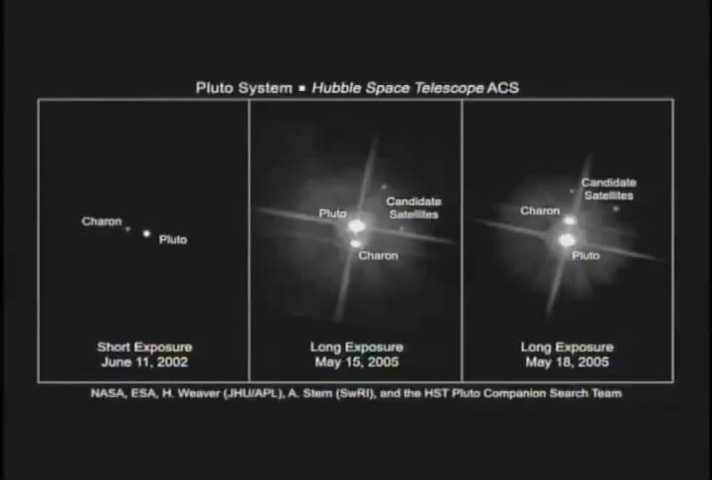 Pluto System ▪ Hubble Space Telescope ACS
Charon
Pluto
Short Exposure
June 11, 2002
Pluto
Candidate
Satellites
Charon
Long Exposure
May 15, 2005
Candidate
Satellites
Charon
Pluto
Long Exposure
May 18, 2005
NASA, ESA, H. Weaver (JHU/APL), A. Stern (SwRI), and the HST Pluto Companion Search Team